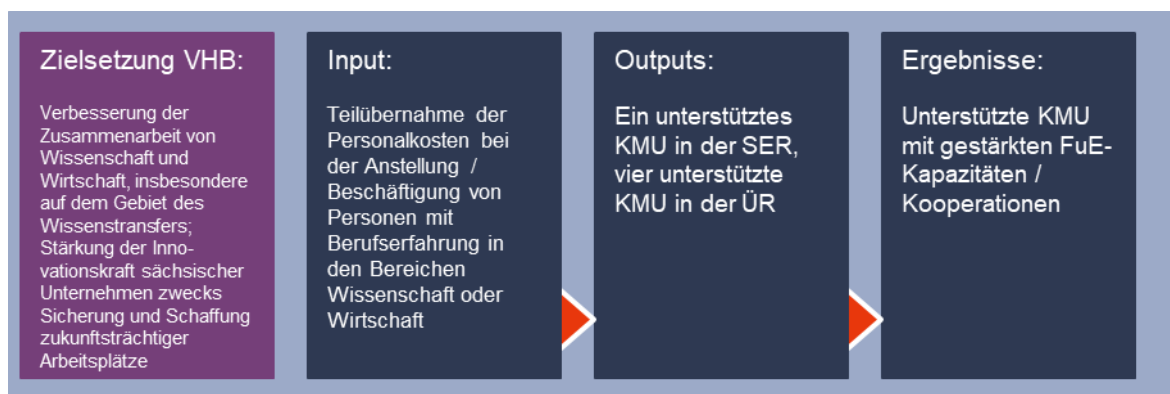 Zielsetzung VHB:
Verbesserung der
Zusammenarbeit von
Wissenschaft und
Wirtschaft, insbesondere
auf dem Gebiet des
Wissenstransfers;
Stärkung der Inno-
vationskraft sächsischer
Unternehmen zwecks
Sicherung und Schaffung
zukunftsträchtiger
Arbeitsplätze
Input:
Teilübernahme der
Personalkosten bei
der Anstellung /
Beschäftigung von
Personen mit
Berufserfahrung in
den Bereichen
Wissenschaft oder
Wirtschaft
Outputs:
Ein unterstütztes
KMU in der SER,
vier unterstützte
KMU in der ÜR
Ergebnisse:
Unterstützte KMU
mit gestärkten FuE-
Kapazitäten /
Kooperationen